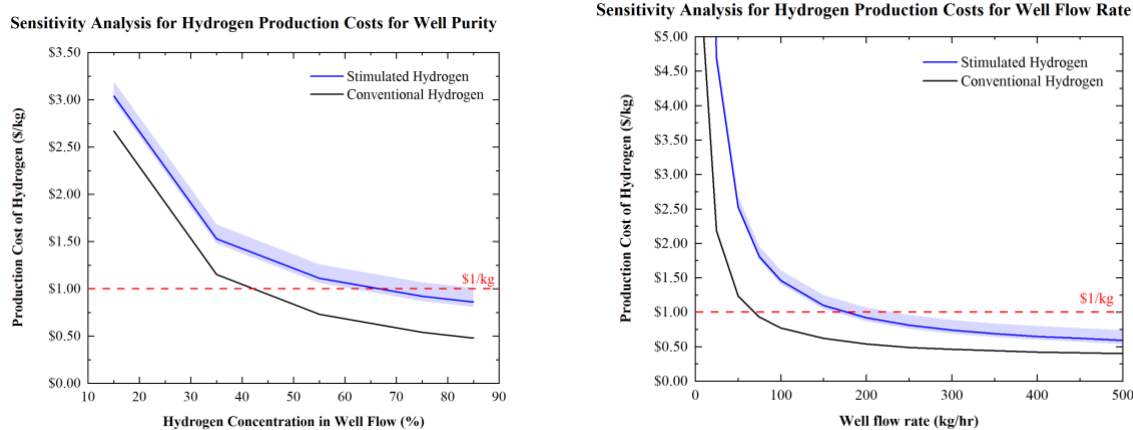 Sensitivity Analysis for Hydrogen Production Costs for Well Purity
$3.50
$3.00
$2.50
$2.00
$1.50
$1.00
$0.50
$0.00
Production Cost of Hydrogen ($/kg)
Stimulated Hydrogen
Conventional Hydrogen
$1/kg
10 20 30 40 50 60 70 80 90
Hydrogen Concentration in Well Flow (%)
Sensitivity Analysis for Hydrogen Production Costs for Well Flow Rate
$5.00
$4.50
$4.00
$3.50
$3.00
$2.50
$2.00
$1.50
$1.00
$0.50
$0.00
Production Cost of Hydrogen ($/kg)
Stimulated Hydrogen
Conventional Hydrogen
$1/kg
0 100 200 300 400 500
Well flow rate (kg/hr)